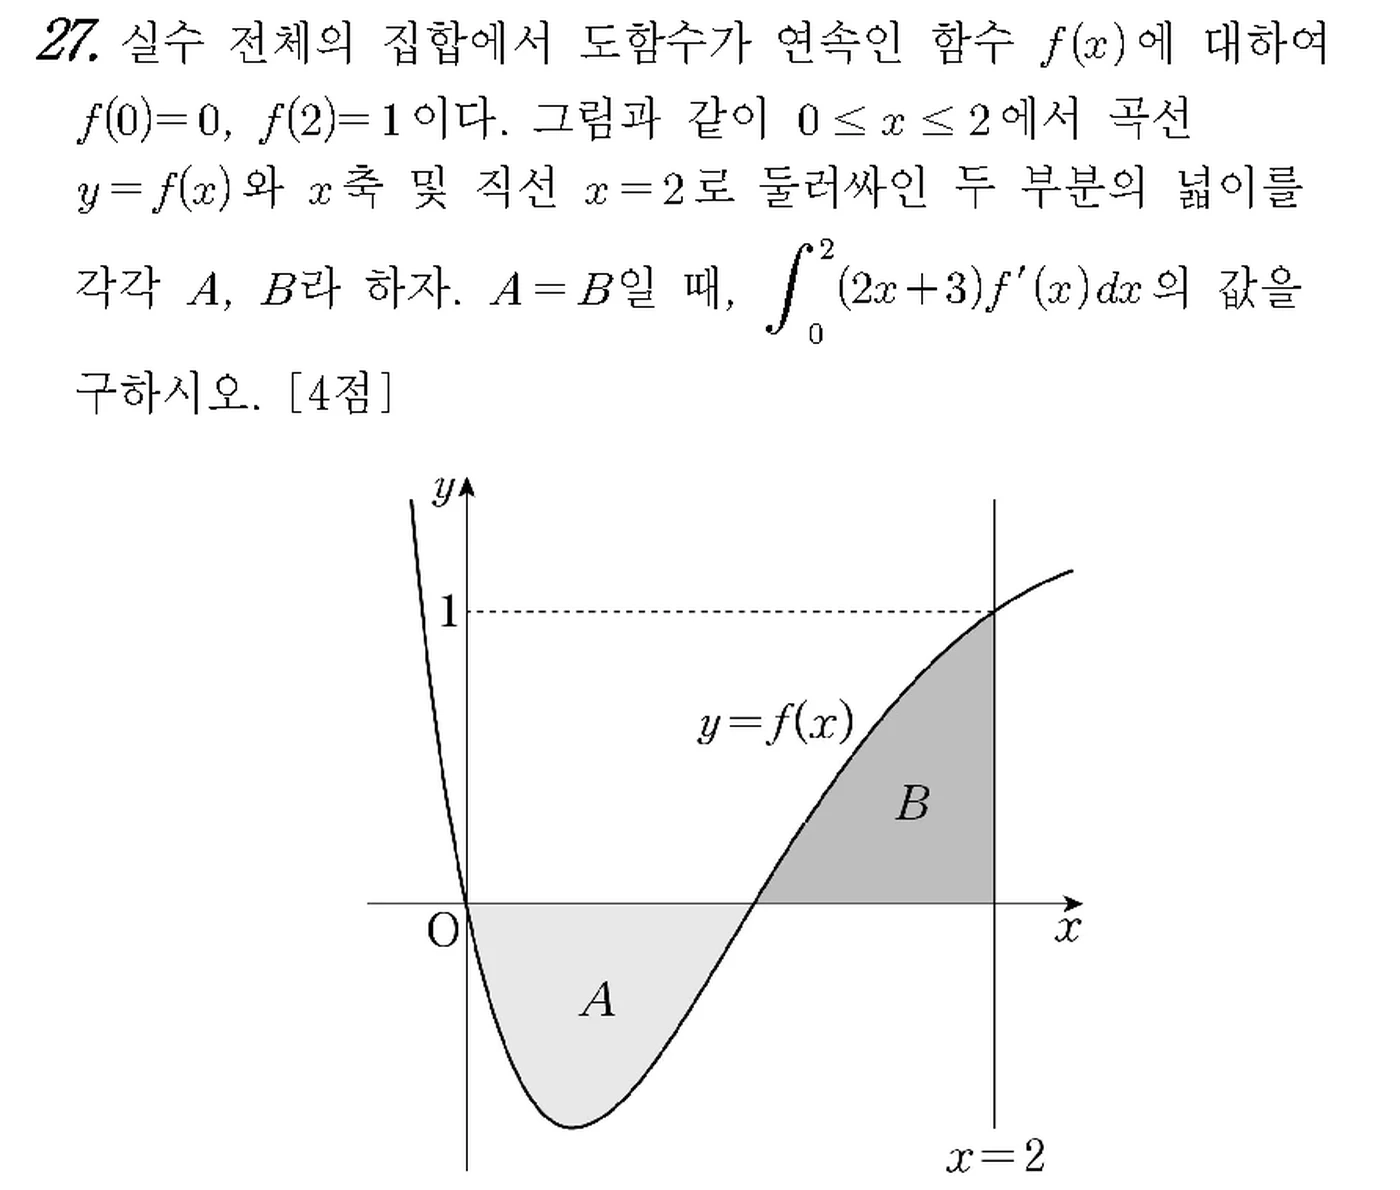 27. 실수 전체의 집합에서 도함수가 연속인 함수 f(x)에 대하여
f(0)=0, f(2)=1이다. 그림과 같이 0≤x≤2에서 곡선
y=f(x)와 x축 및 직선 x=2로 둘러싸인 두 부분의 넓이를
각각 A, B라 하자. A=B일 때, ∫₀²(2x+3)f′(x)dx의 값을
구하시오. [4점]
y
1
y=f(x)
B
O
x
A
x=2